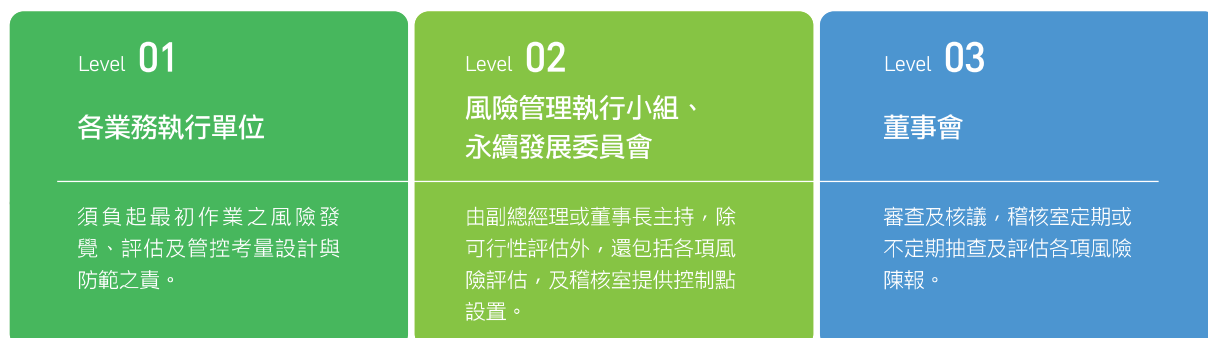 Level 01
各業務執行單位
須負起最初作業之風險發
覺、評估及管控考量設計與
防範之責。
Level 02
風險管理執行小組、
永續發展委員會
由副總經理或董事長主持，除
可行性評估外，還包括各項風
險評估，及稽核室提供控制點
設置。
Level 03
董事會
審查及核議，稽核室定期或
不定期抽查及評估各項風險
陳報。